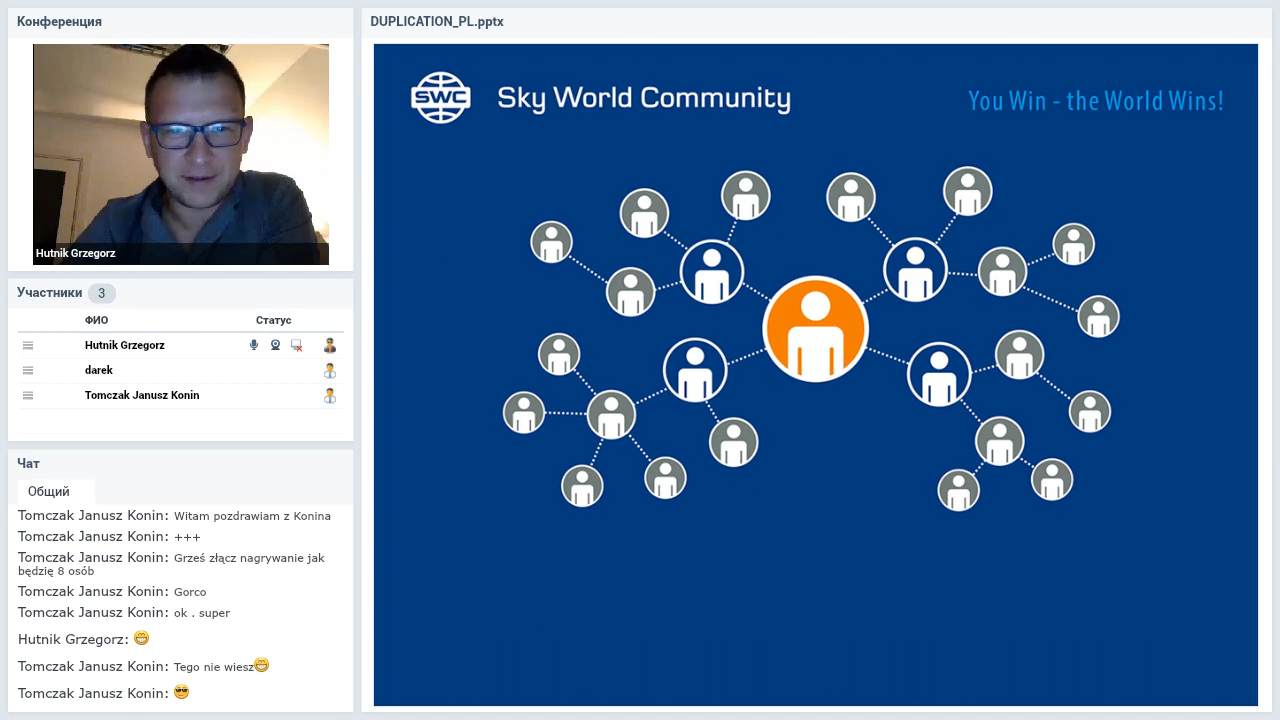 Конференция
Hutnik Grzegorz
Участники 3
ФИО Статус
Hutnik Grzegorz
darek
Tomczak Janusz Konin
Чат
Общий
Tomczak Janusz Konin: Witam pozdrawiam z Konina
Tomczak Janusz Konin: +++
Tomczak Janusz Konin: Grześ złącz nagrywanie jak
będzię 8 osób
Tomczak Janusz Konin: Gorco
Tomczak Janusz Konin: ok . super
Hutnik Grzegorz:
Tomczak Janusz Konin: Tego nie wiesz
Tomczak Janusz Konin:
DUPLICATION_PL.pptx
SWC Sky World Community
You Win - the World Wins!